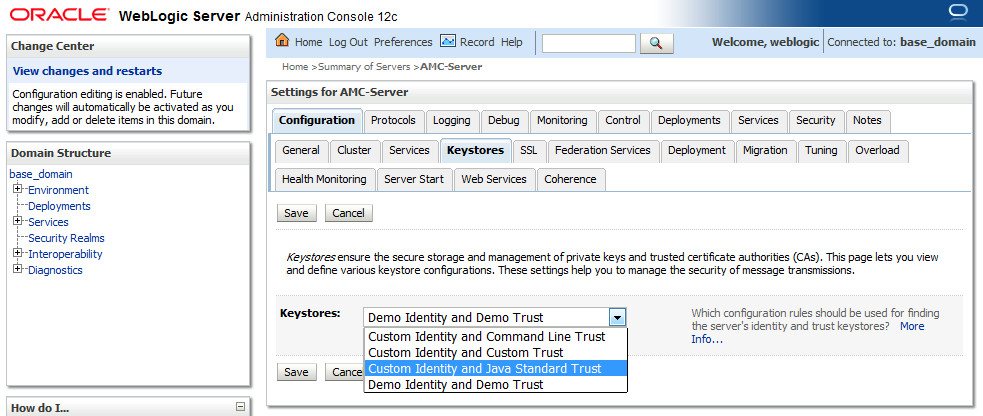 ORACLE WebLogic Server Administration Console 12c
Change Center
View changes and restarts
Configuration editing is enabled. Future
changes will automatically be activated as you
modify, add or delete items in this domain.
Domain Structure
base_domain
Environment
Deployments
Services
Security Realms
Interoperability
Diagnostics
How do I...
Home Log Out Preferences Record Help
Welcome, weblogic Connected to: base_domain
Home >Summary of Servers >AMC-Server
Settings for AMC-Server
Configuration Protocols Logging Debug Monitoring Control Deployments Services Security Notes
General Cluster Services Keystores SSL Federation Services Deployment Migration Tuning Overload
Health Monitoring Server Start Web Services Coherence
Save Cancel
Keystores ensure the secure storage and management of private keys and trusted certificate authorities (CAs). This page lets you view
and define various keystore configurations. These settings help you to manage the security of message transmissions.
Keystores:
Demo Identity and Demo Trust
Custom Identity and Command Line Trust
Custom Identity and Custom Trust
Custom Identity and Java Standard Trust
Demo Identity and Demo Trust
Which configuration rules should be used for finding
the server's identity and trust keystores? More
Info...
Save Cance